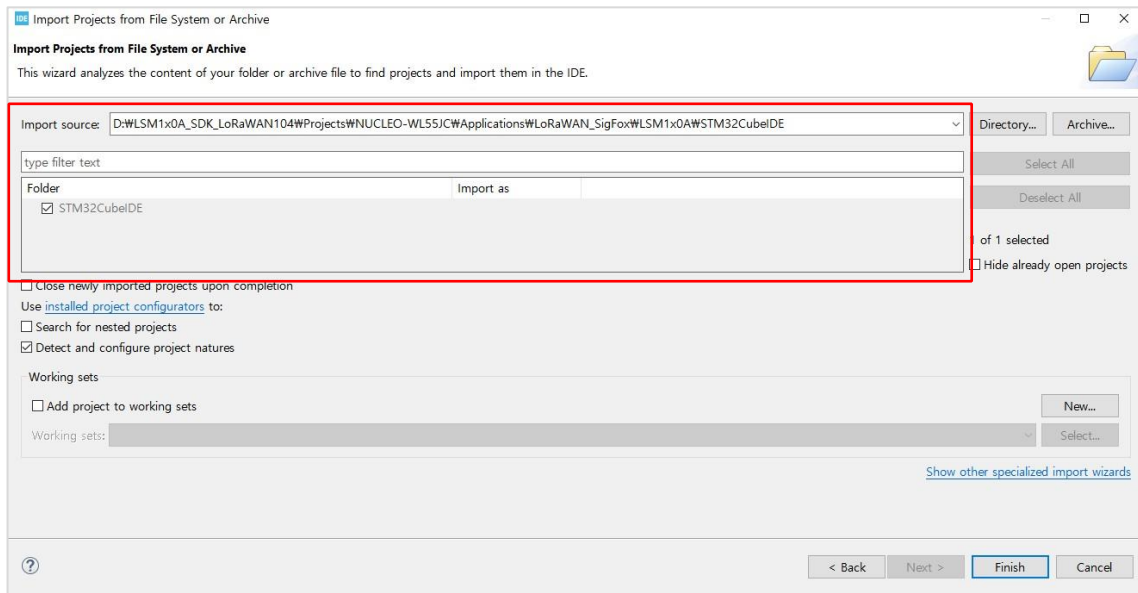 IDE Import Projects from File System or Archive
Import Projects from File System or Archive
This wizard analyzes the content of your folder or archive file to find projects and import them in the IDE.
Import source: D:₩LSM1x0A_SDK_LoRaWAN104₩Projects₩NUCLEO-WL55JC₩Applications₩LoRaWAN_SigFox₩LSM1x0A₩STM32CubeIDE Directory... Archive...
type filter text Select All
Folder Import as
Deselect All
STM32CubeIDE
of 1 selected
Hide already open projects
Close newly imported projects upon completion
Use installed project configurators to:
Search for nested projects
Detect and configure project natures
Working sets
Add project to working sets New...
Working sets: Select...
Show other specialized import wizards
? < Back Next > Finish Cancel